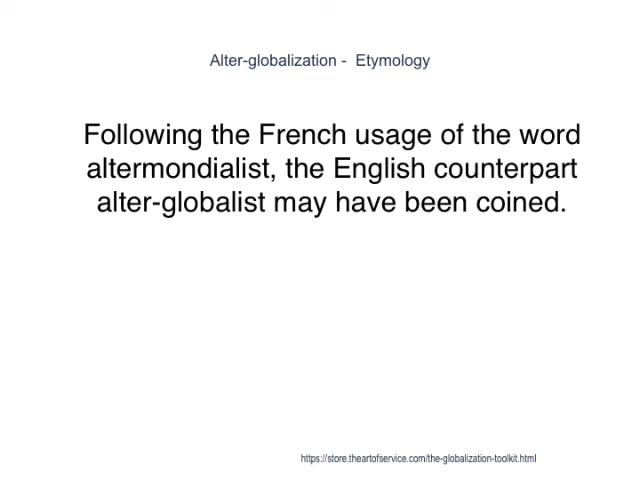 Alter-globalization -  Etymology
Following the French usage of the word
altermondialist, the English counterpart
alter-globalist may have been coined.
https://store.theartofservice.com/the-globalization-toolkit.html